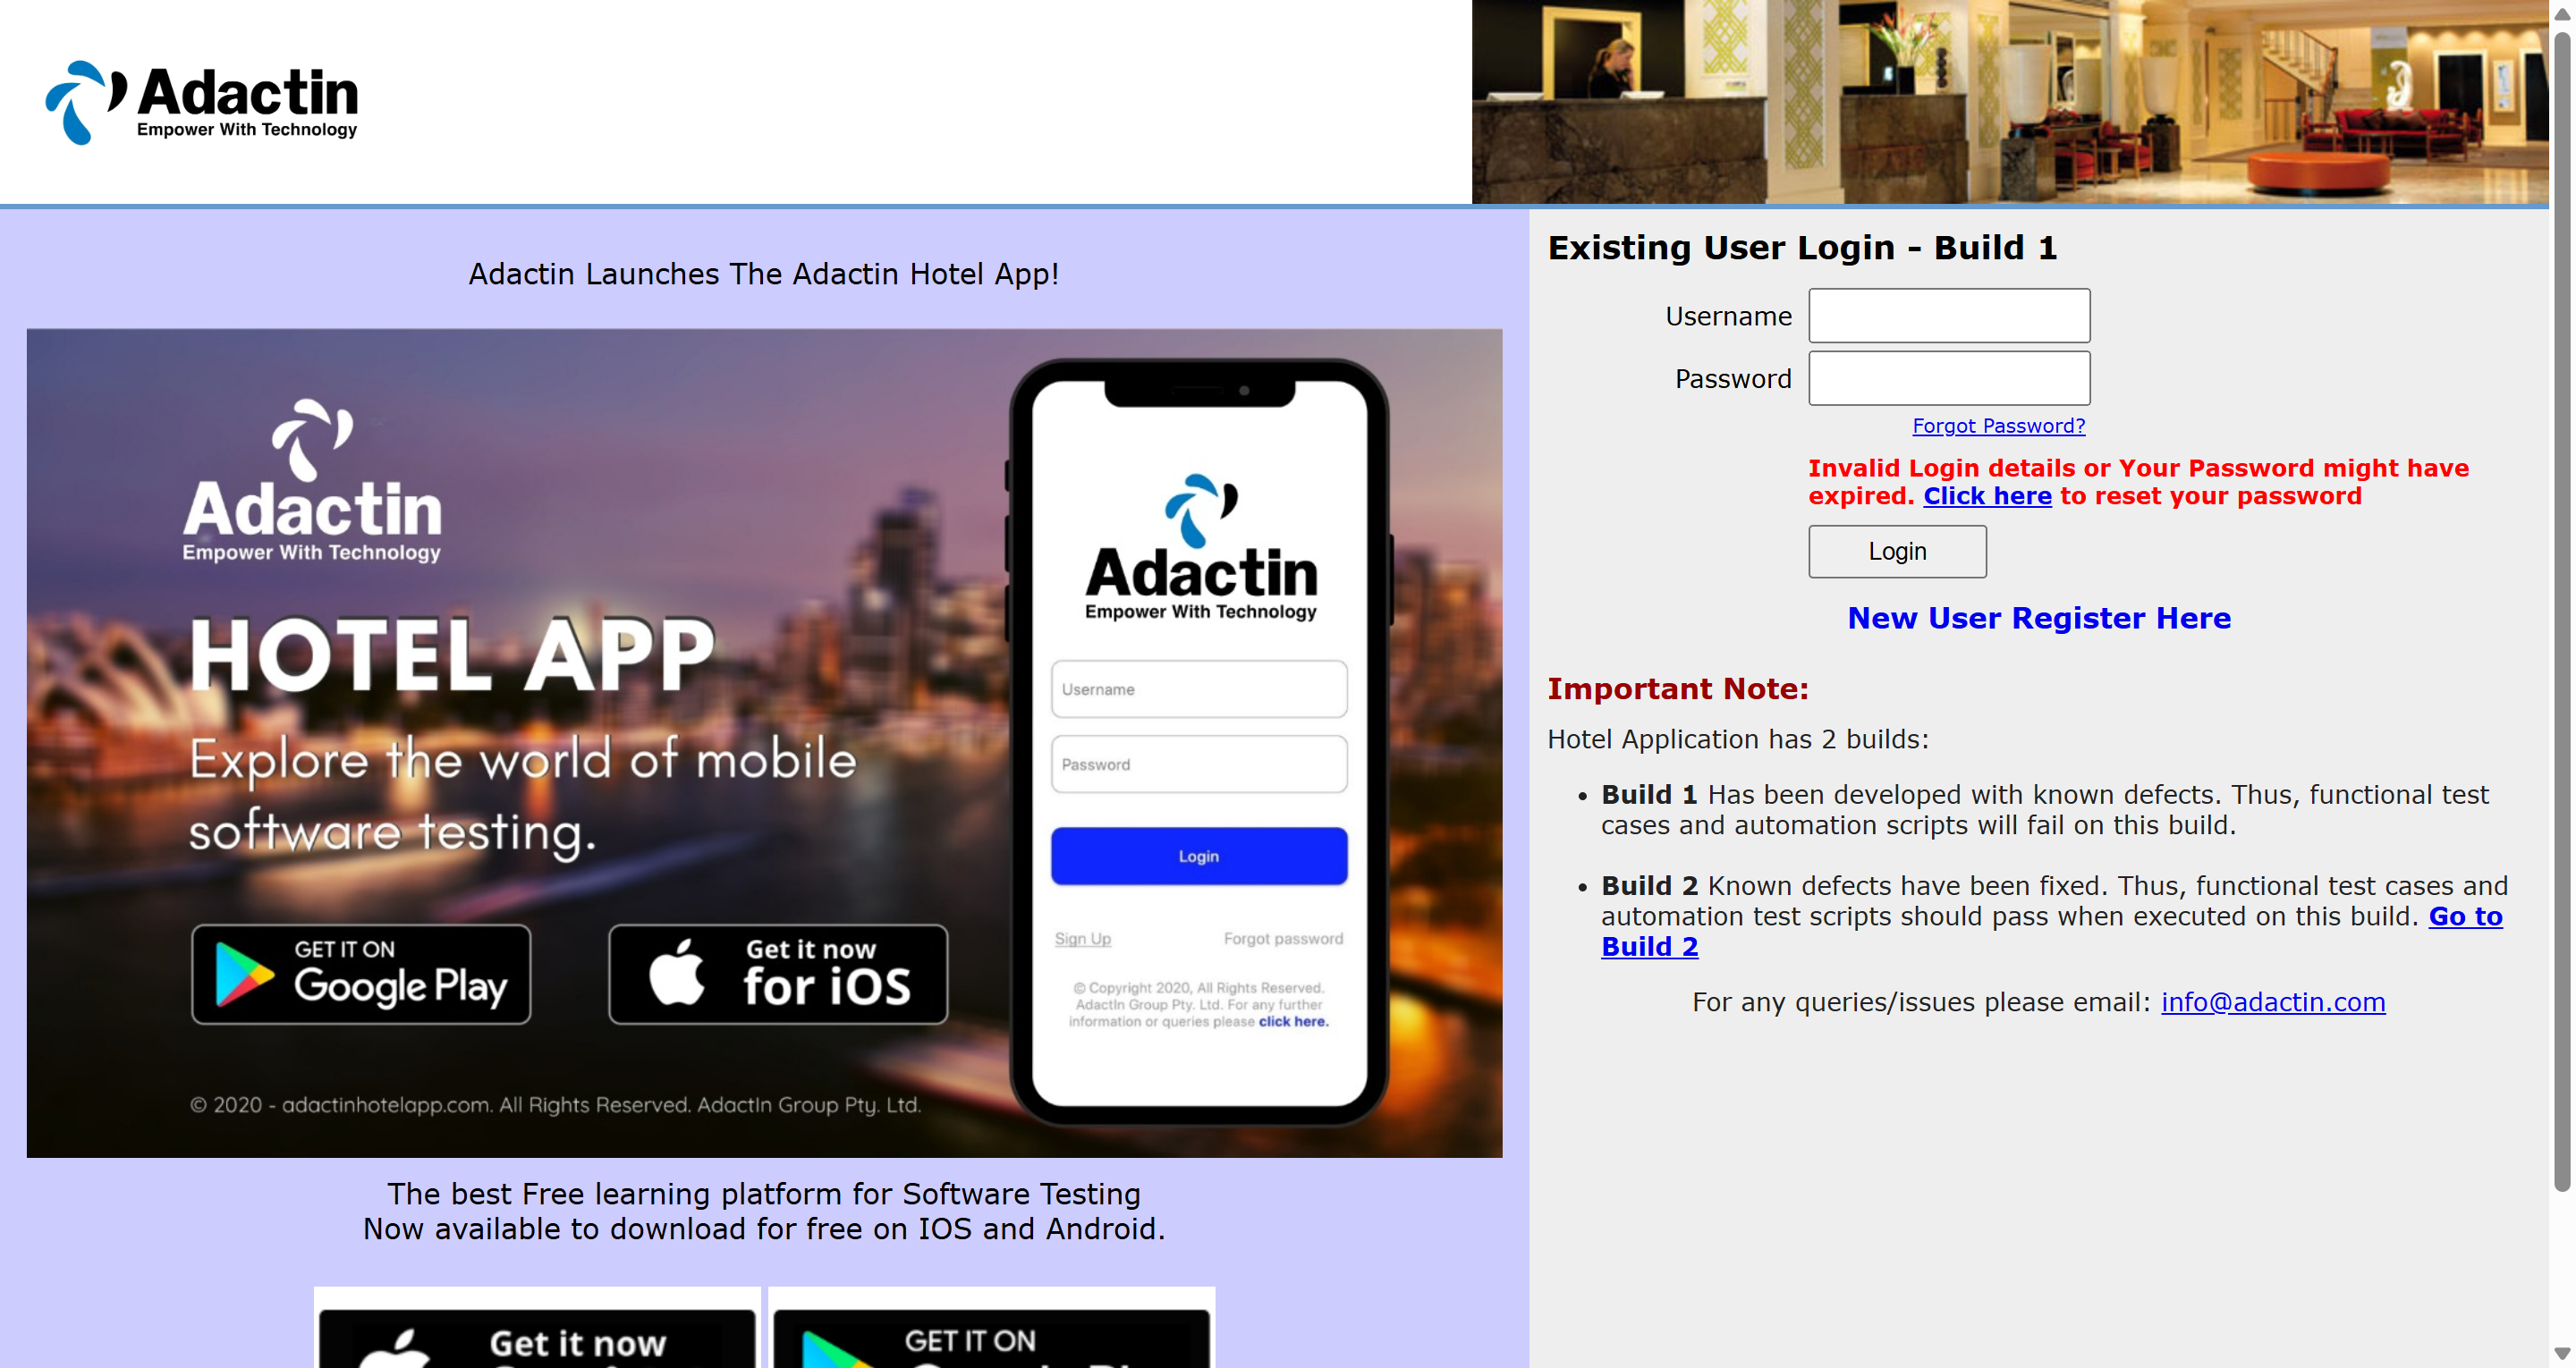 Adactin
Empower With Technology
Adactin Launches The Adactin Hotel App!
Adactin
Empower With Technology
HOTEL APP
Explore the world of mobile
software testing.
GET IT ON
Google Play
Get it now
for iOS
© 2020 - adactinhotelapp.com. All Rights Reserved. AdactIn Group Pty. Ltd.
Adactin
Empower With Technology
Username
Password
Login
Sign Up
Forgot password
© Copyright 2020, All Rights Reserved.
AdactIn Group Pty. Ltd. For any further
information or queries please click here.
The best Free learning platform for Software Testing
Now available to download for free on IOS and Android.
Get it now
GET IT ON
Existing User Login - Build 1
Username
Password
Forgot Password?
Invalid Login details or Your Password might have
expired. Click here to reset your password
Login
New User Register Here
Important Note:
Hotel Application has 2 builds:
• Build 1 Has been developed with known defects. Thus, functional test
cases and automation scripts will fail on this build.
• Build 2 Known defects have been fixed. Thus, functional test cases and
automation test scripts should pass when executed on this build. Go to
Build 2
For any queries/issues please email: info@adactin.com